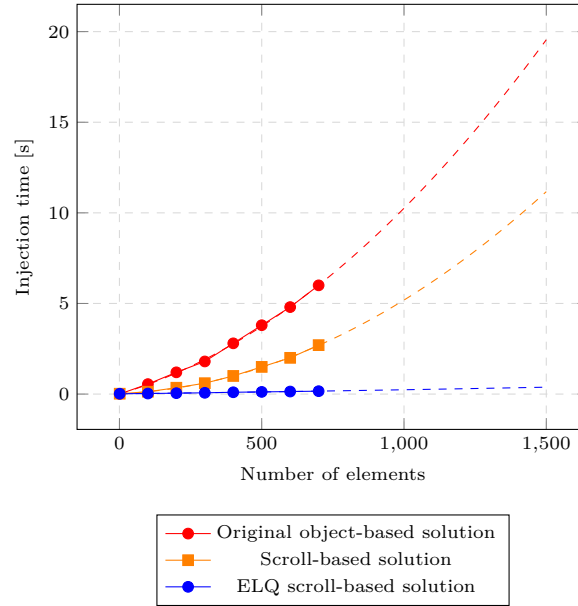 20
15
10
5
0
Injection time [s]
0 500 1,000 1,500
Number of elements
Original object-based solution
Scroll-based solution
ELQ scroll-based solution